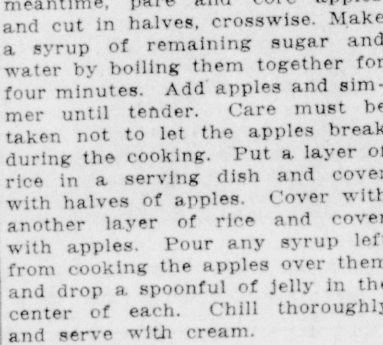 meantime, pare and core apples
and cut in halves, crosswise. Make
a syrup of remaining sugar and
water by boiling them together for
four minutes. Add apples and sim-
mer until tender. Care must be
taken not to let the apples break
during the cooking. Put a layer of
rice in a serving dish and cover
with halves of apples. Cover with
another layer of rice and cover
with apples. Pour any syrup left
from cooking the apples over them
and drop a spoonful of jelly in the
center of each. Chill thoroughly
and serve with cream.